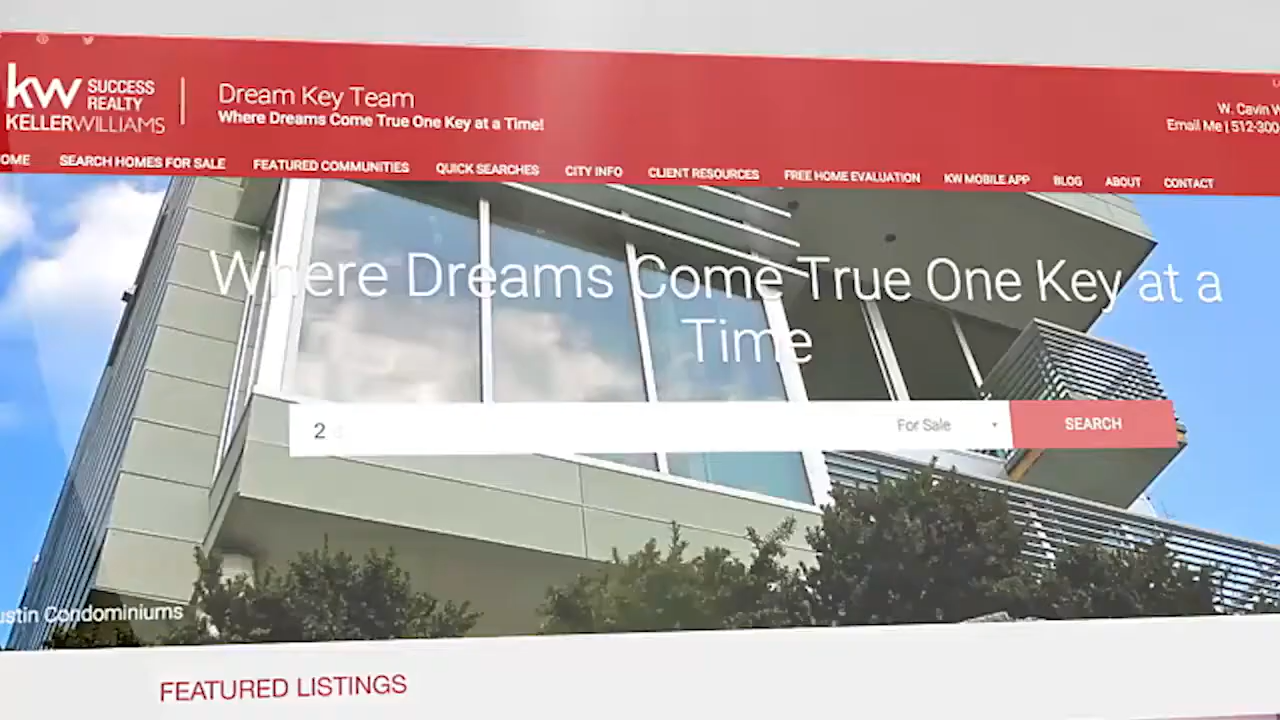 kw SUCCESS
REALTY
KELLERWILLIAMS
Dream Key Team
Where Dreams Come True One Key at a Time!
W. Cavin
Email Me | 512-300
SEARCH HOMES FOR SALE FEATURED COMMUNITIES QUICK SEARCHES CITY INFO CLIENT RESOURCES FREE HOME EVALUATION KW MOBILE APP BLOG ABOUT CONTACT
Where Dreams Come True One Key at a
Time
2 For Sale SEARCH
Condominiums
FEATURED LISTINGS